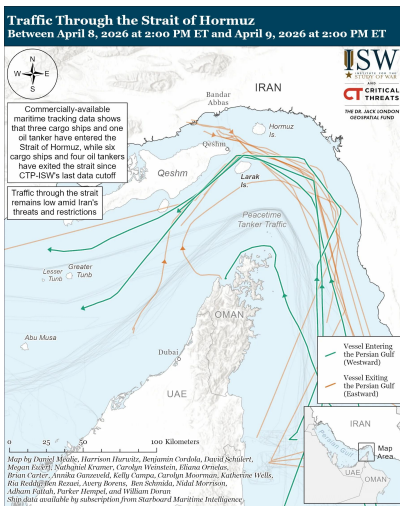 Traffic Through the Strait of Hormuz
Between April 8, 2026 at 2:00 PM ET and April 9, 2026 at 2:00 PM ET
N
W
E
S
ISW
INSTITUTE FOR THE
STUDY OF WAR
AND
CT CRITICAL
THREATS
THE DR. JACK LONDON
GEOSPATIAL FUND
Commercially-available
maritime tracking data shows
that three cargo ships and one
oil tanker have entered the
Strait of Hormuz, while six
cargo ships and four oil tankers
have exited the strait since
CTP-ISW's last data cutoff
Traffic through the strait
remains low amid Iran's
threats and restrictions
IRAN
Bandar
Abbas
Hormuz
Is.
Qeshm
Qeshm
Larak
Is.
Peacetime
Tanker Traffic
Lesser
Tunb
Greater
Tunb
Abu Musa
OMAN
Dubai
UAE
Vessel Entering
the Persian Gulf
(Westward)
Vessel Exiting
the Persian Gulf
(Eastward)
0 25 50 100 Kilometers
IRAN
Persian
Gulf
Map
Area
UAE
OMAN
Map by Daniel Mealie, Harrison Hurwitz, Benjamin Cordola, David Schulert,
Megan Ewert, Nathaniel Kramer, Carolyn Weinstein, Eliana Ornelas,
Brian Carter, Annika Ganzeveld, Kelly Campa, Carolyn Moorman, Katherine Wells,
Ria Reddy, Ben Rezaei, Avery Borens, Ben Schmida, Nidal Morrison,
Adham Fattah, Parker Hempel, and William Doran
Ship data available by subscription from Starboard Maritime Intelligence